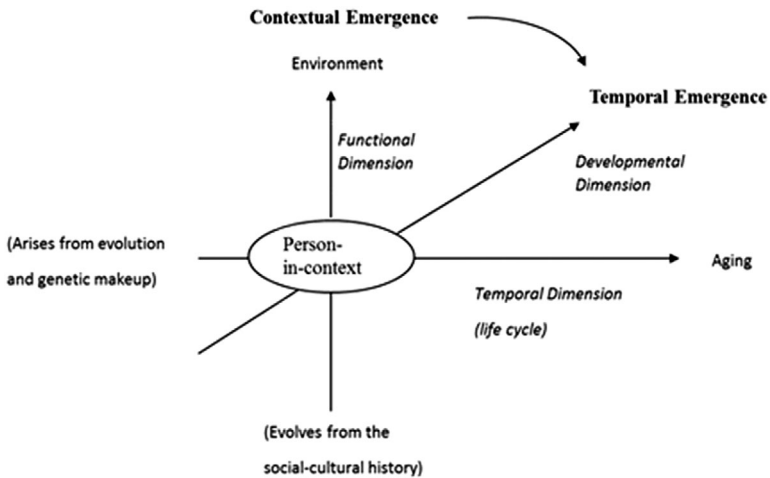 Contextual Emergence
Environment
Temporal Emergence
Functional
Dimension
Developmental
Dimension
(Arises from evolution
and genetic makeup)
Person-
in-context
Aging
Temporal Dimension
(life cycle)
(Evolves from the
social-cultural history)